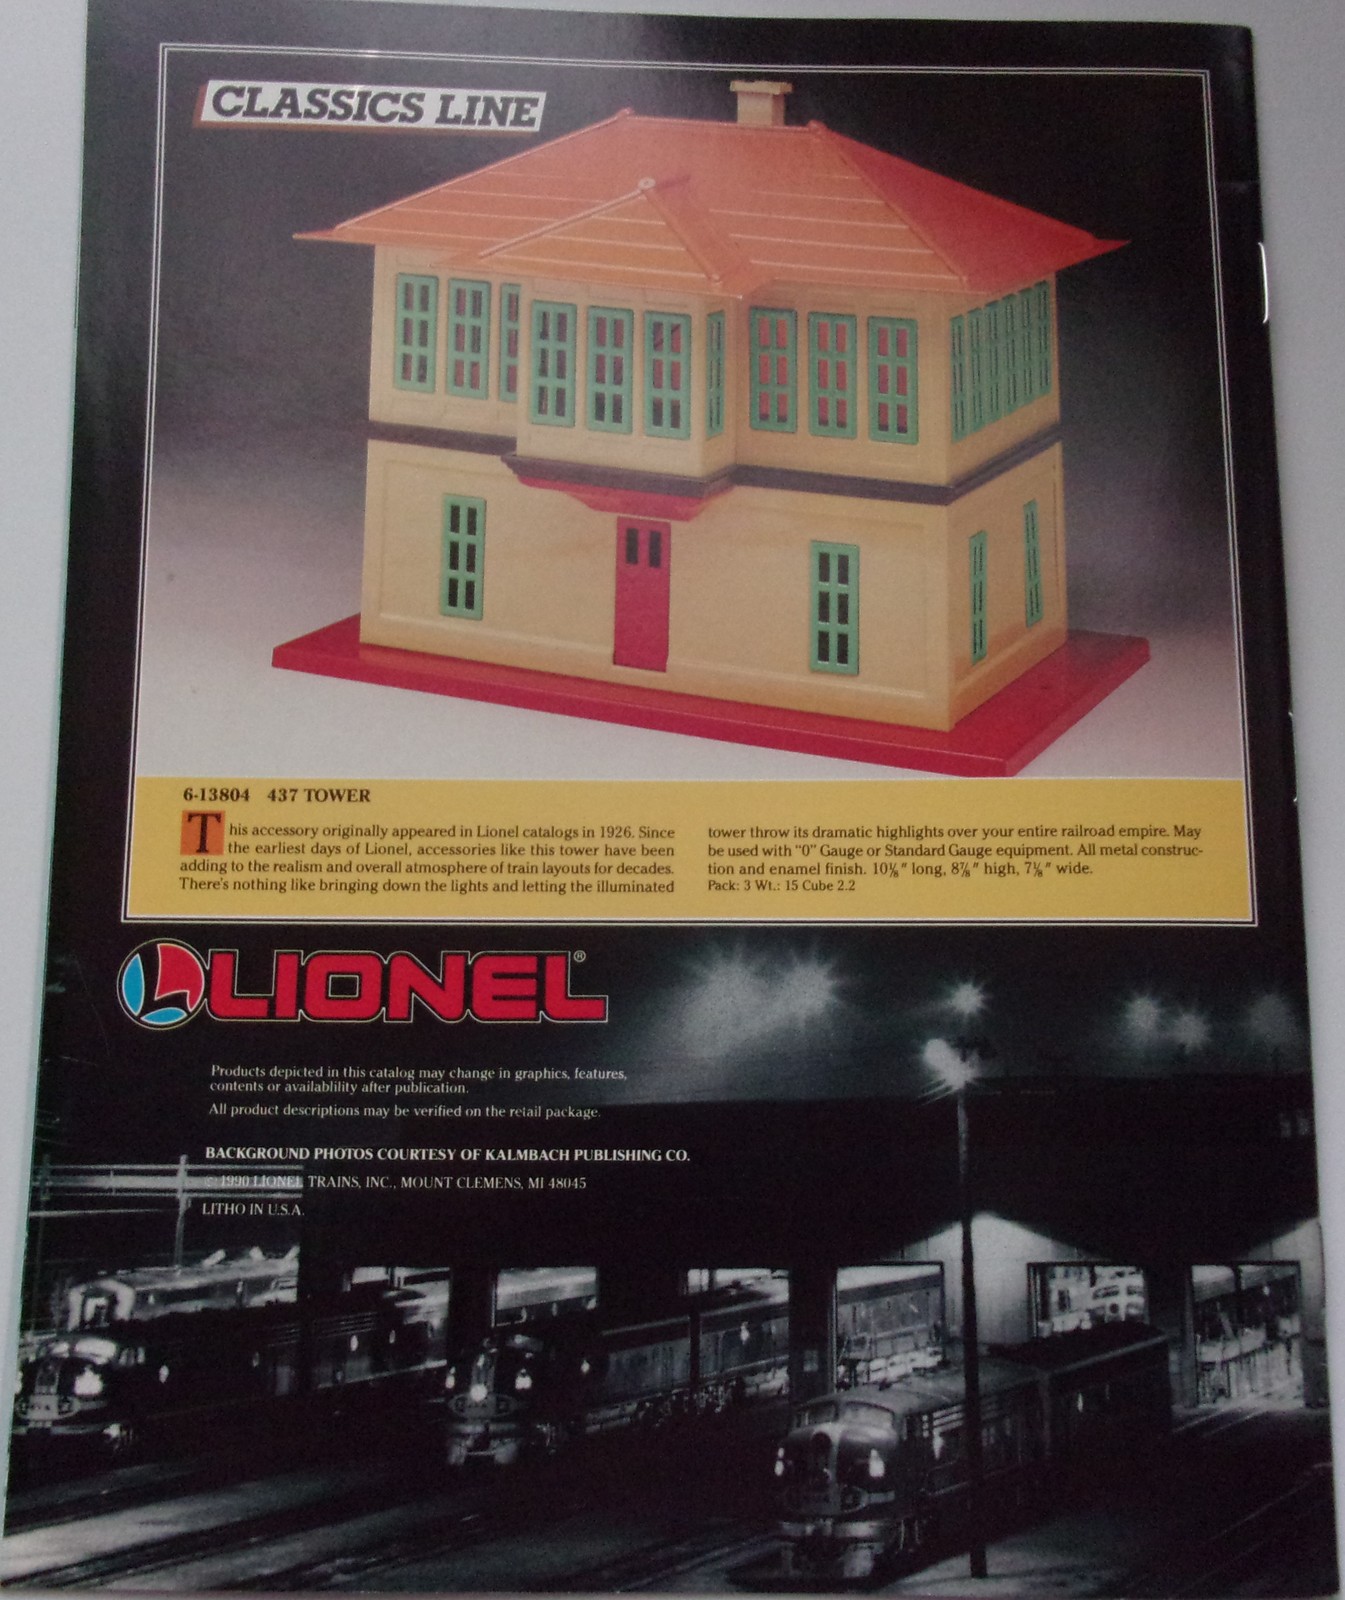 CLASSICS LINE
6-13804 437 TOWER
This accessory originally appeared in Lionel catalogs in 1926. Since
the earliest days of Lionel, accessories like this tower have been
adding to the realism and overall atmosphere of train layouts for decades.
There's nothing like bringing down the lights and letting the illuminated
tower throw its dramatic highlights over your entire railroad empire. May
be used with "0" Gauge or Standard Gauge equipment. All metal construc-
tion and enamel finish. long, 8⅞" high, wide.
Pack: 3 Wt.: 15 Cube 2.2
LIONEL®
Products depicted in this catalog may change in graphics, features,
contents or availablility after publication.
All product descriptions may be verified on the retail package.
BACKGROUND PHOTOS COURTESY OF KALMBACH PUBLISHING CO.
© 1990 LIONEL TRAINS, INC., MOUNT CLEMENS, MI 48045
LITHO IN U.S.A.